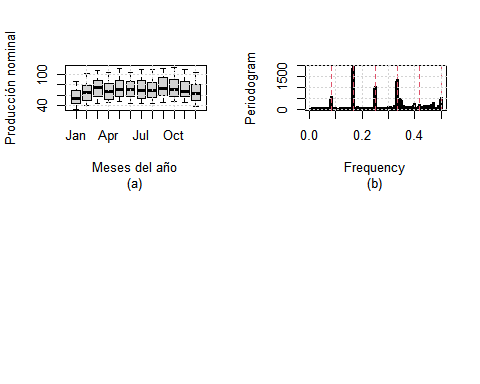 Producción nominal
100
40
Jan Apr Jul Oct
Meses del año
(a)
Periodogram
1500
0
0.0 0.2 0.4
Frequency
(b)